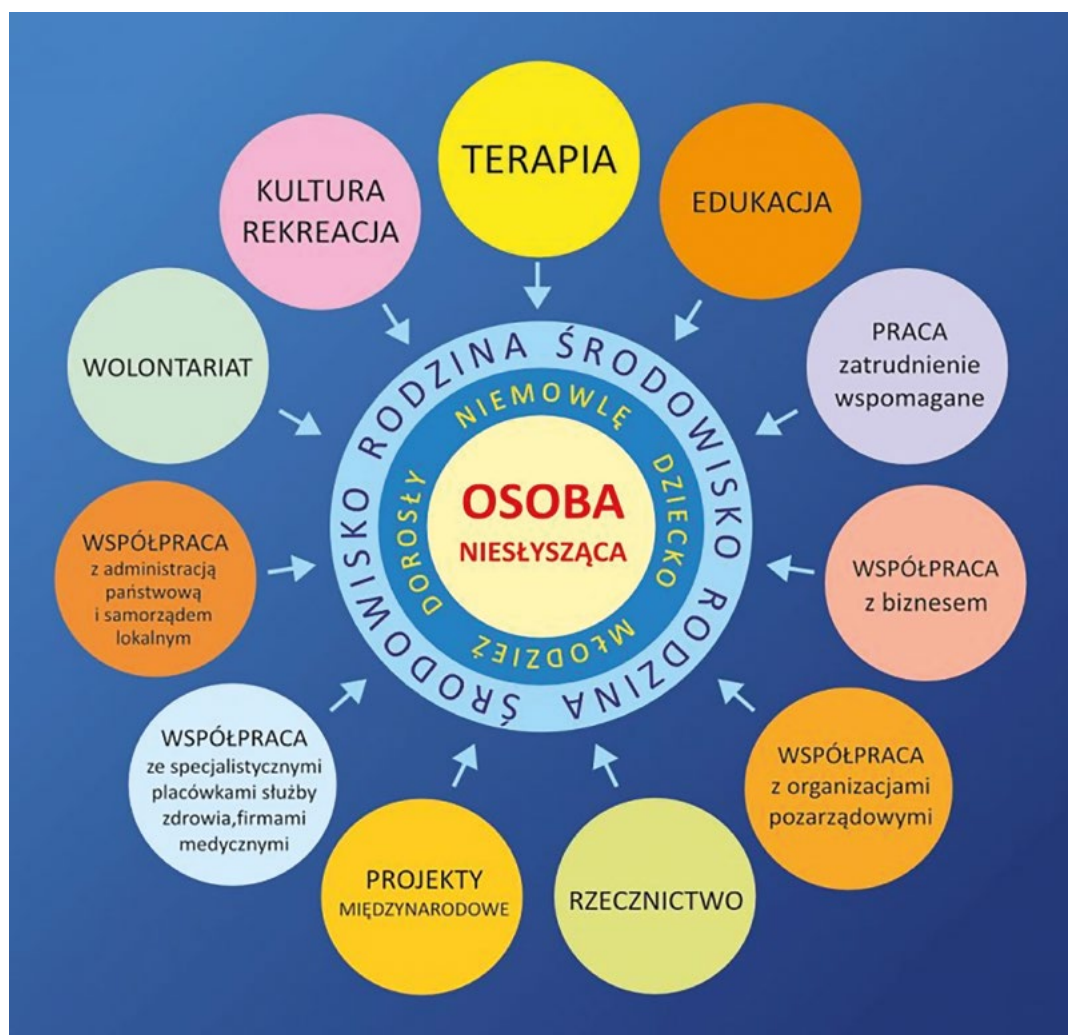 TERAPIA
EDUKACJA
PRACA
zatrudnienie
wspomagane
WSPÓŁPRACA
z biznesem
WSPÓŁPRACA
z organizacjami
pozarządowymi
RZECZNICTWO
PROJEKTY
MIĘDZYNARODOWE
WSPÓŁPRACA
ze specjalistycznymi
placówkami służby
zdrowia,firmami
medycznymi
WSPÓŁPRACA
z administracją
państwową
i samorządem
lokalnym
WOLONTARIAT
KULTURA
REKREACJA
RODZINA ŚRODOWISKO RODZINA ŚRODOWISKO
NIEMOWLĘ DZIECKO MŁODZIEŻ DOROSŁY
OSOBA
NIESŁYSZĄCA